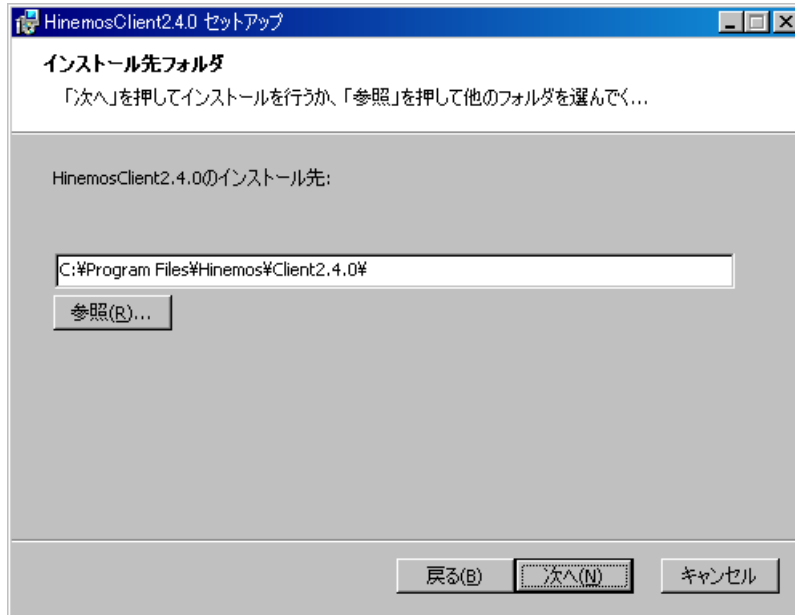 HinemosClient2.4.0 セットアップ
インストール先フォルダ
「次へ」を押してインストールを行うか、「参照」を押して他のフォルダを選んでく...
HinemosClient2.4.0のインストール先:
C:¥Program Files¥Hinemos¥Client2.4.0¥
参照(R)...
戻る(B) 次へ(N) キャンセル